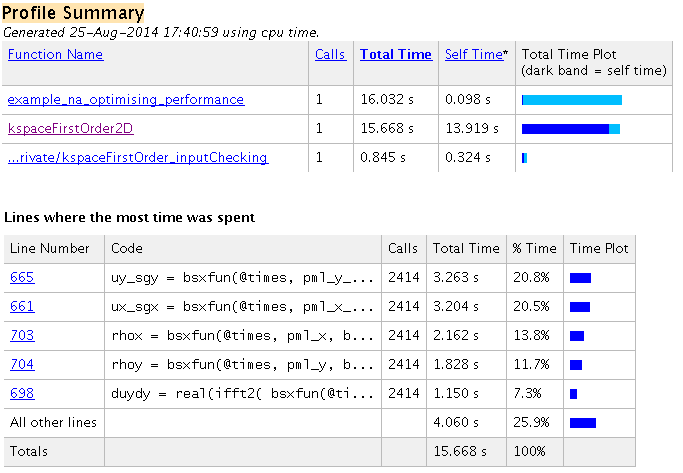 Profile Summary
Generated 25-Aug-2014 17:40:59 using cpu time.
Function Name Calls Total Time Self Time* Total Time Plot
(dark band = self time)
example_na_optimising_performance 1 16.032 s 0.098 s
kspaceFirstOrder2D 1 15.668 s 13.919 s
...rivate/kspaceFirstOrder_inputChecking 1 0.845 s 0.324 s
Lines where the most time was spent
Line Number Code Calls Total Time % Time Time Plot
665 uy_sgy = bsxfun(@times, pml_y_... 2414 3.263 s 20.8%
661 ux_sgx = bsxfun(@times, pml_x_... 2414 3.204 s 20.5%
703 rhox = bsxfun(@times, pml_x, b... 2414 2.162 s 13.8%
704 rhoy = bsxfun(@times, pml_y, b... 2414 1.828 s 11.7%
698 duydy = real(ifft2( bsxfun(@ti... 2414 1.150 s 7.3%
All other lines 4.060 s 25.9%
Totals 15.668 s 100%